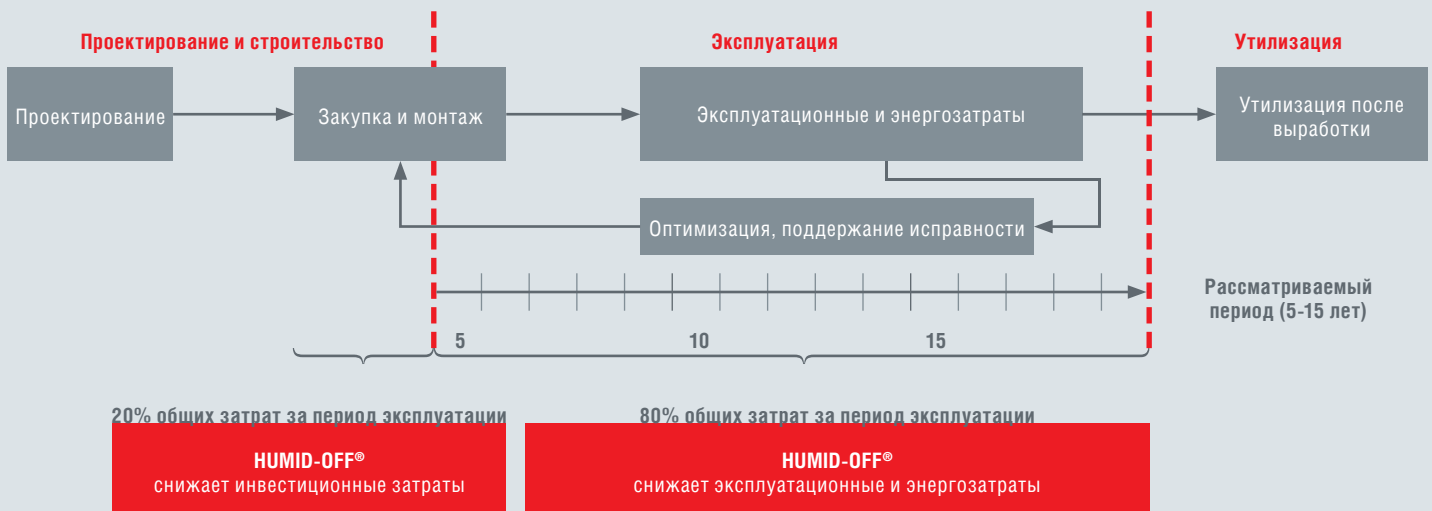 Проектирование и строительство
Эксплуатация
Утилизация
Проектирование
Закупка и монтаж
Эксплуатационные и энергозатраты
Утилизация после
выработки
Оптимизация, поддержание исправности
Рассматриваемый
период (5-15 лет)
5
10
15
20% общих затрат за период эксплуатации
80% общих затрат за период эксплуатации
HUMID-OFF®
снижает инвестиционные затраты
HUMID-OFF®
снижает эксплуатационные и энергозатраты